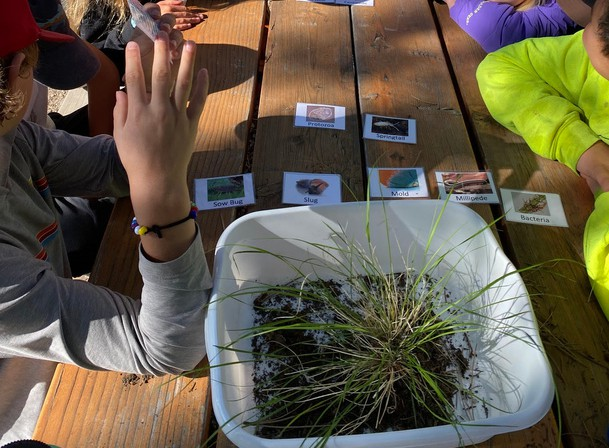 Protozoa
Springtail
Sow Bug
Slug
Mold
Millipede
Bacteria